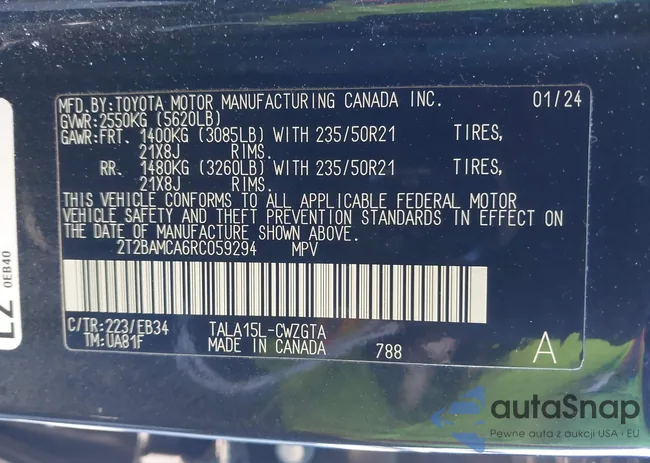 MFD.BY:TOYOTA MOTOR MANUFACTURING CANADA INC. 01/24
GVWR:2550KG (5620LB)
GAWR:FRT. 1400KG (3085LB) WITH 235/50R21 TIRES,
21X8J RIMS.
RR. 1480KG (3260LB) WITH 235/50R21 TIRES,
21X8J RIMS.
THIS VEHICLE CONFORMS TO ALL APPLICABLE FEDERAL MOTOR
VEHICLE SAFETY AND THEFT PREVENTION STANDARDS IN EFFECT ON
THE DATE OF MANUFACTURE SHOWN ABOVE.
2T2BAMCA6RC059294 MPV
C/TR:223/EB34 TALA15L-CWZGTA
TM:UA81F MADE IN CANADA 788 A
0EB40
autaSnap
Pewne auta z aukcji USA i EU